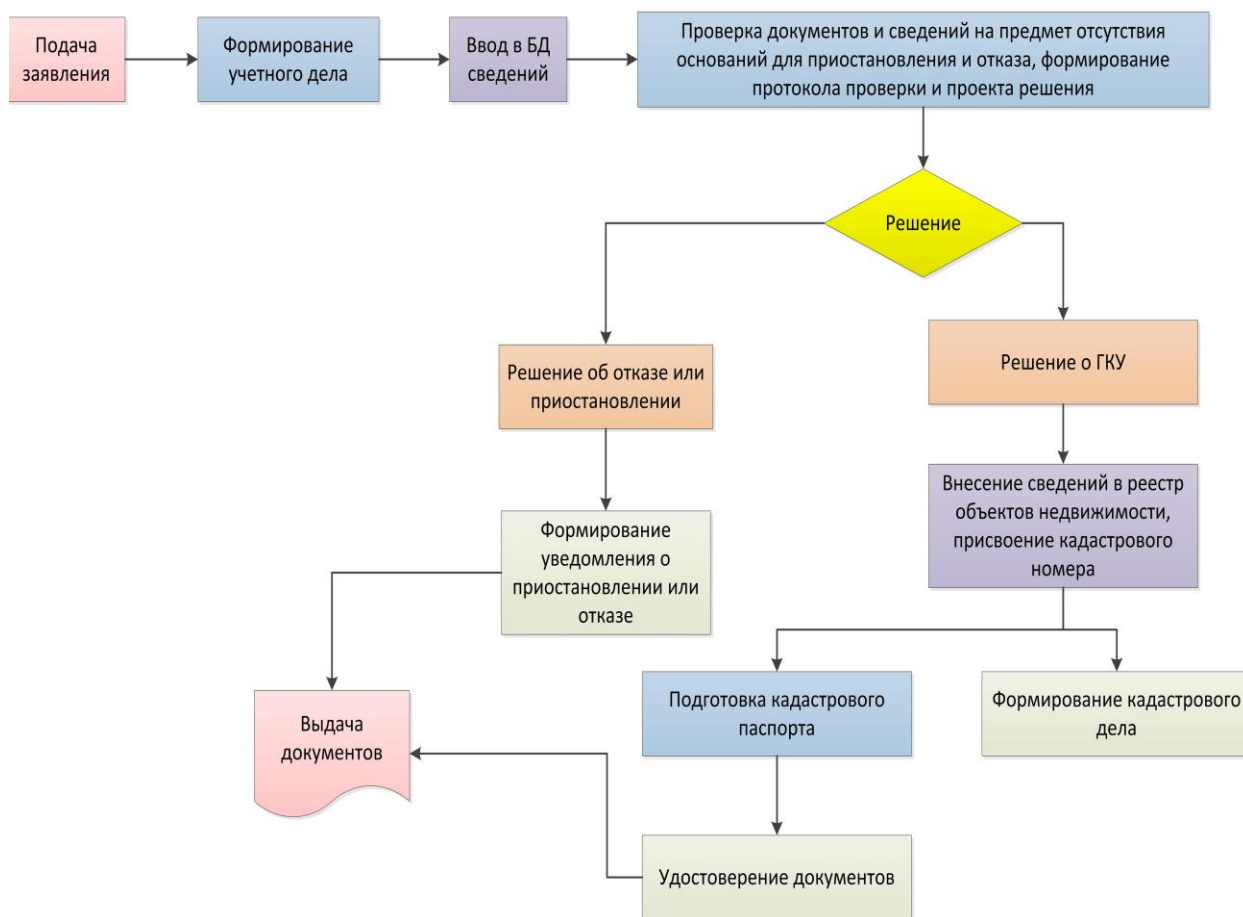 Подача
заявления
Формирование
учетного дела
Ввод в БД
сведений
Проверка документов и сведений на предмет отсутствия
оснований для приостановления и отказа, формирование
протокола проверки и проекта решения
Решение
Решение об отказе или
приостановлении
Решение о ГКУ
Формирование
уведомления о
приостановлении или
отказе
Внесение сведений в реестр
объектов недвижимости,
присвоение кадастрового
номера
Выдача
документов
Подготовка кадастрового
паспорта
Формирование кадастрового
дела
Удостоверение документов